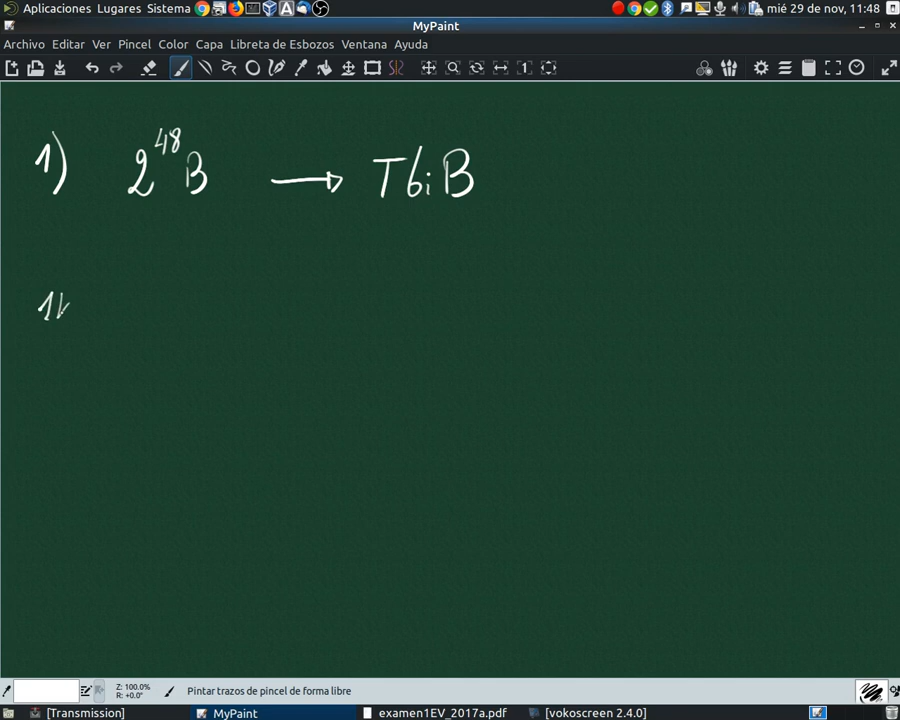 Aplicaciones Lugares Sistema mié 29 de nov, 11:48
MyPaint
Archivo Editar Ver Pincel Color Capa Libreta de Esbozos Ventana Ayuda
1) 2^48 B → T6iB
1k
Z: 100.0%
R: +0.0°
Pintar trazos de pincel de forma libre
[Transmission] MyPaint examen1EV_2017a.pdf [vokoscreen 2.4.0]